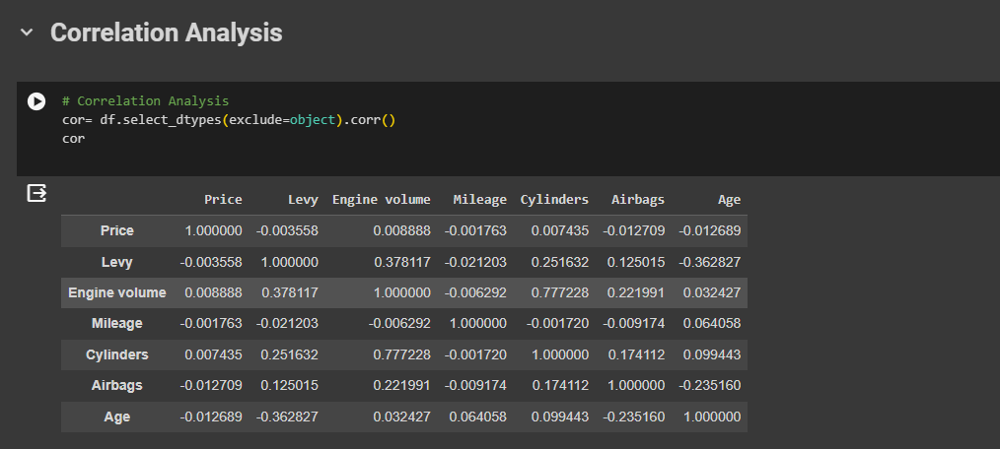 Correlation Analysis
# Correlation Analysis
cor= df.select_dtypes(exclude=object).corr()
cor
Price Levy Engine volume Mileage Cylinders Airbags Age
Price 1.000000 -0.003558 0.008888 -0.001763 0.007435 -0.012709 -0.012689
Levy -0.003558 1.000000 0.378117 -0.021203 0.251632 0.125015 -0.362827
Engine volume 0.008888 0.378117 1.000000 -0.006292 0.777228 0.221991 0.032427
Mileage -0.001763 -0.021203 -0.006292 1.000000 -0.001720 -0.009174 0.064058
Cylinders 0.007435 0.251632 0.777228 -0.001720 1.000000 0.174112 0.099443
Airbags -0.012709 0.125015 0.221991 -0.009174 0.174112 1.000000 -0.235160
Age -0.012689 -0.362827 0.032427 0.064058 0.099443 -0.235160 1.000000